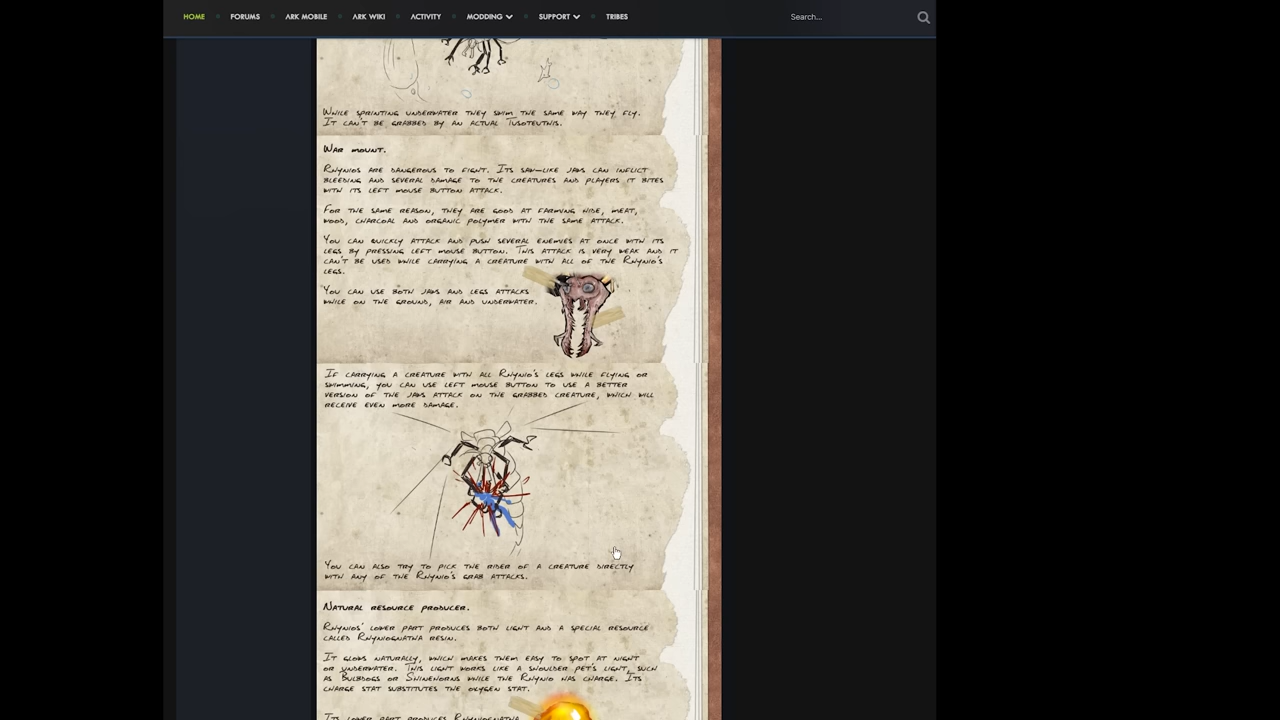 HOME FORUMS ARK MOBILE ARK WIKI ACTIVITY MODDING SUPPORT TRIBES Search...
While sprinting underwater they swim the same way they fly.
It can't be grabbed by an actual Tusoteuthis.
War mount.
Rhynios are dangerous to fight. Its saw-like jaws can inflict
bleeding and several damage to the creatures and players it bites
with its left mouse button attack.
For the same reason, they are good at farming hide, meat,
wood, charcoal and organic polymer with the same attack.
You can quickly attack and push several enemies at once with its
legs by pressing left mouse button. This attack is very weak and it
can't be used while carrying a creature with all of the Rhynio's
legs.
You can use both jaws and legs attacks
while on the ground, air and underwater.
If carrying a creature with all Rhynio's legs while flying or
swimming, you can use left mouse button to use a better
version of the jaws attack on the grabbed creature, which will
receive even more damage.
You can also try to pick the rider of a creature directly
with any of the Rhynio's grab attacks.
Natural resource producer.
Rhynios' lower part produces both light and a special resource
called Rhyniognatha resin.
It glows naturally, which makes them easy to spot at night
or underwater. This light works like a shoulder pet's light, such
as Bulbdogs or Shinehorns while the Rhynio has charge. Its
charge stat substitutes the oxygen stat.
Its lower part produces Rhyniognatha